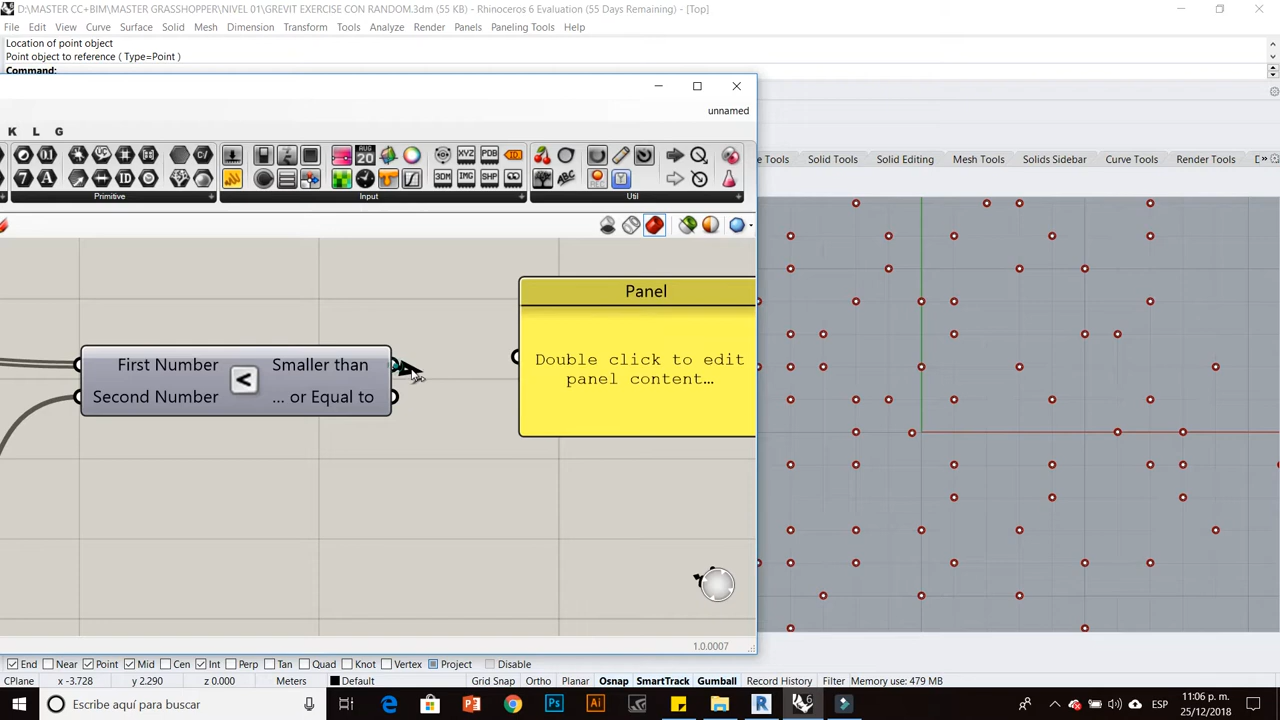 D:\MASTER CC+BIM\MASTER GRASSHOPPER\NIVEL 01\GREVIT EXERCISE CON RANDOM.3dm (55 KB) - Rhinoceros 6 Evaluation (55 Days Remaining) - [Top]
File Edit View Curve Surface Solid Mesh Dimension Transform Tools Analyze Render Panels Paneling Tools Help
Location of point object
Point object to reference ( Type=Point )
Command:
unnamed
K L G
e Tools Solid Tools Solid Editing Mesh Tools Solids Sidebar Curve Tools Render Tools D »
Primitive Input Util
Panel
Double click to edit
panel content…
First Number < Smaller than
Second Number … or Equal to
1.0.0007
End Near Point Mid Cen Int Perp Tan Quad Knot Vertex Project Disable
CPlane x -3.728 y 2.290 z 0.000 Meters Default Grid Snap Ortho Planar Osnap SmartTrack Gumball Record History Filter Memory use: 479 MB
Escribe aquí para buscar
ESP
11:06 p. m.
25/12/2018